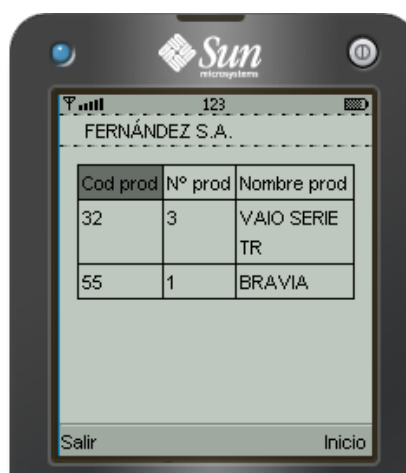 Sun
microsystems
123
FERNÁNDEZ S.A.
Cod prod Nº prod Nombre prod
32 3 VAIO SERIE
TR
55 1 BRAVIA
Salir Inicio